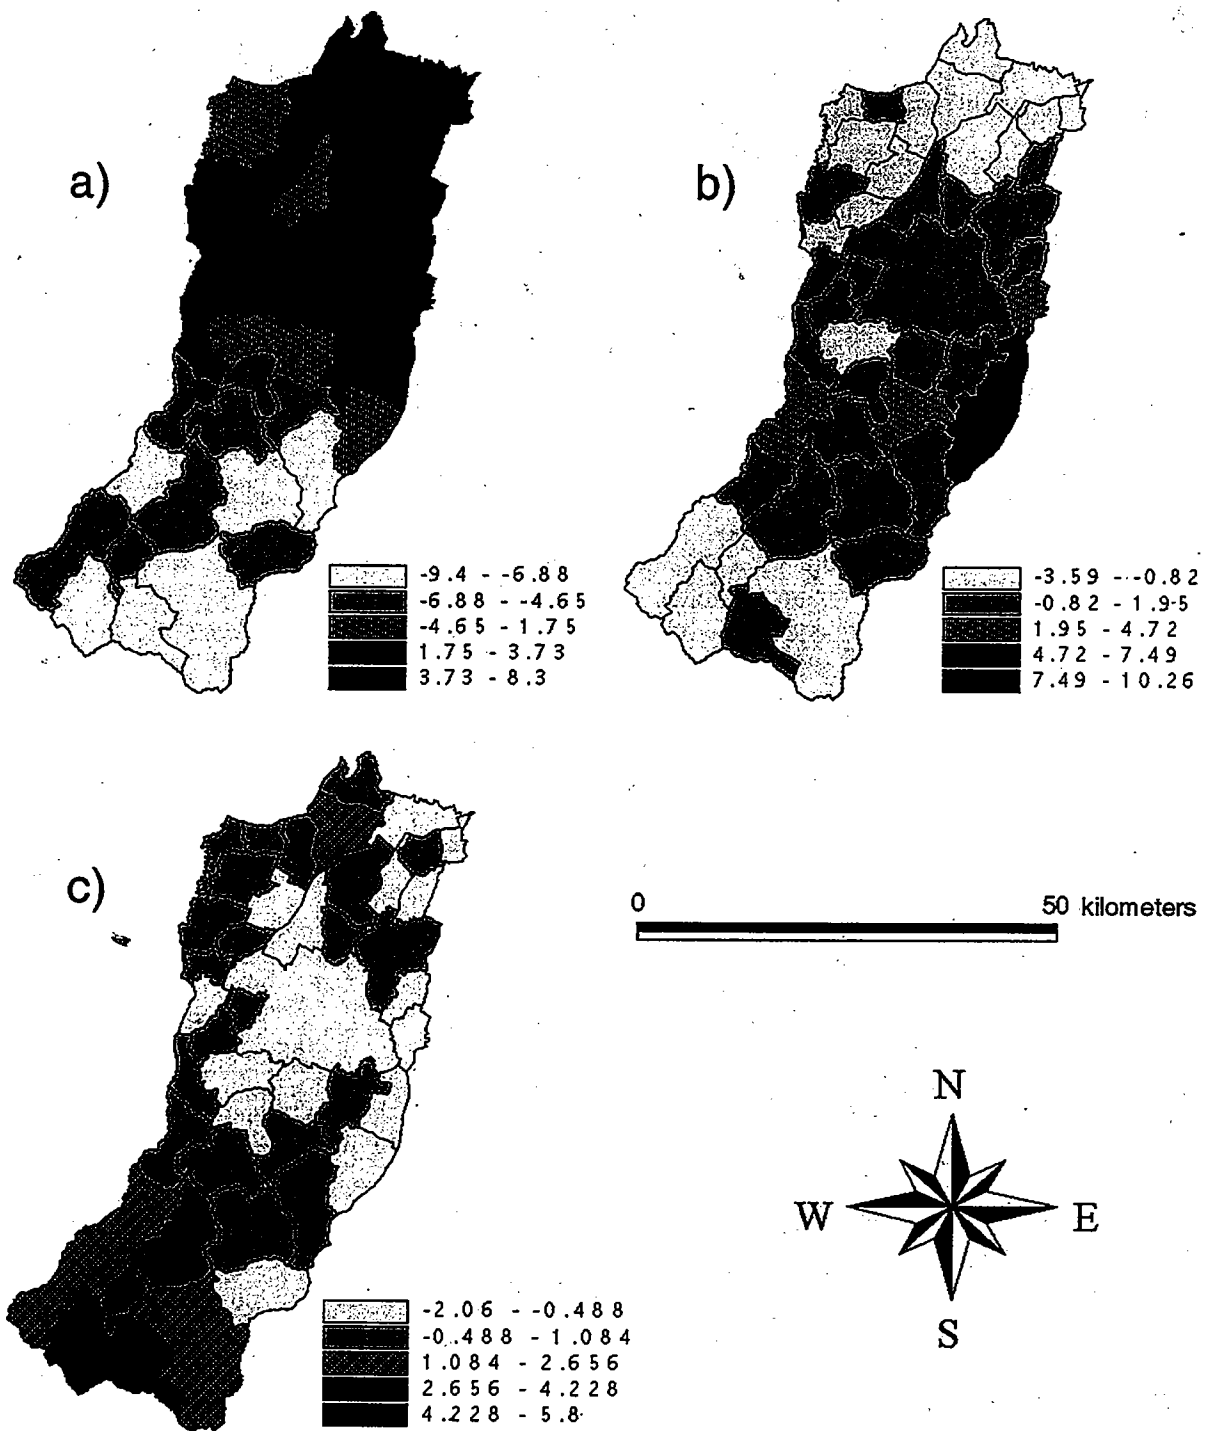 a)
b)
-9.4 - -6.88
-6.88 - -4.65
-4.65 - 1.75
1.75 - 3.73
3.73 - 8.3
-3.59 - -0.82
-0.82 - 1.95
1.95 - 4.72
4.72 - 7.49
7.49 - 10.26
c)
0 50 kilometers
N
W E
S
-2.06 - -0.488
-0.488 - 1.084
1.084 - 2.656
2.656 - 4.228
4.228 - 5.8